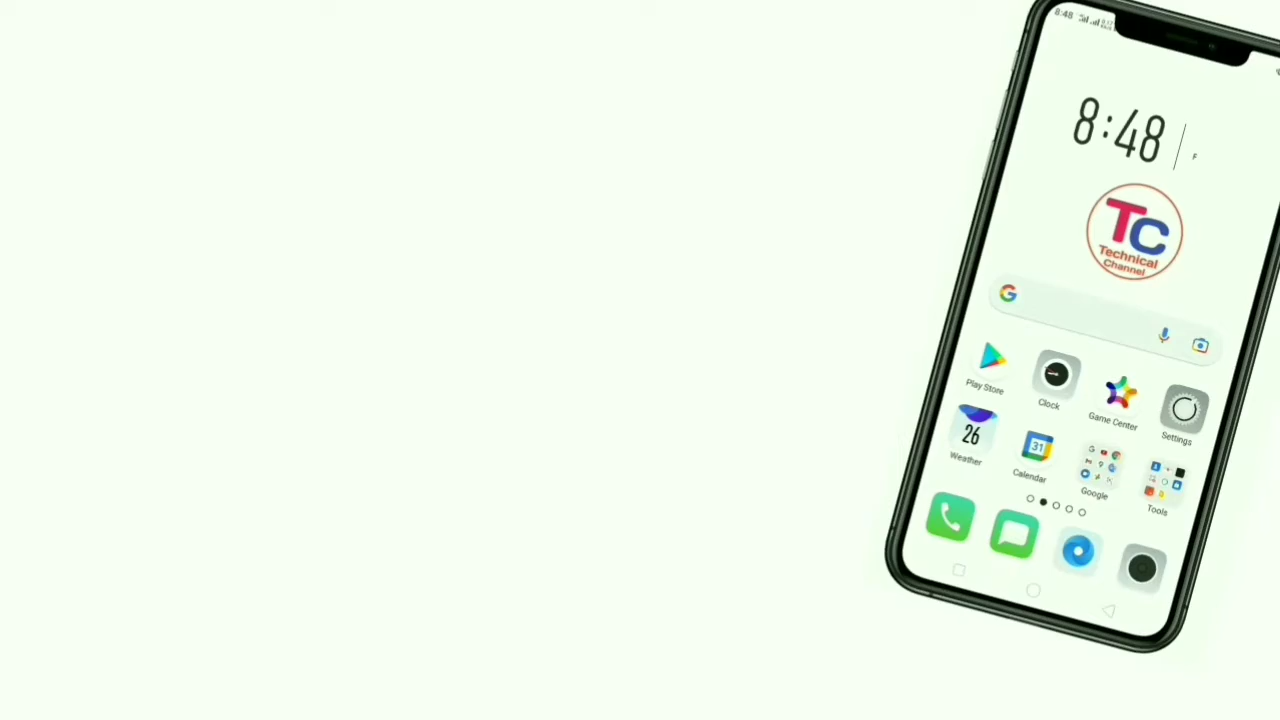 8:48
8:48 F
TC
Technical
Channel
Play Store
Clock
Game Center
Settings
26
Weather
31
Calendar
Google
Tools